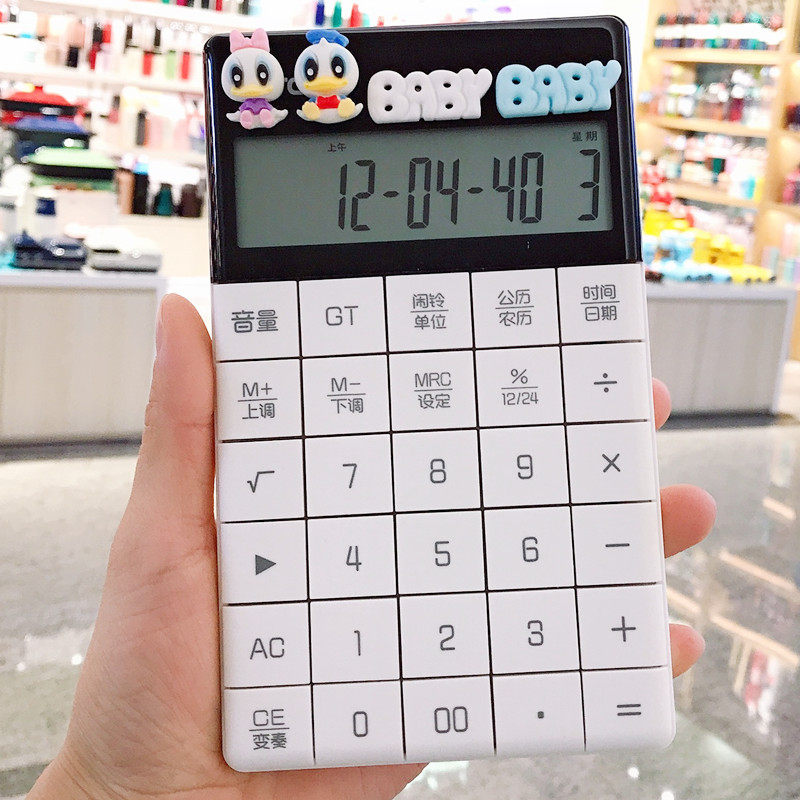 BABY BABY
上午 星期
12-04-40 3
音量 GT 闹铃 公历 时间
单位 农历 日期
M+ M- MRC % ÷
上调 下调 设定 12/24
√ 7 8 9 ×
▶ 4 5 6 −
AC 1 2 3 +
CE 0 00 . =
变奏